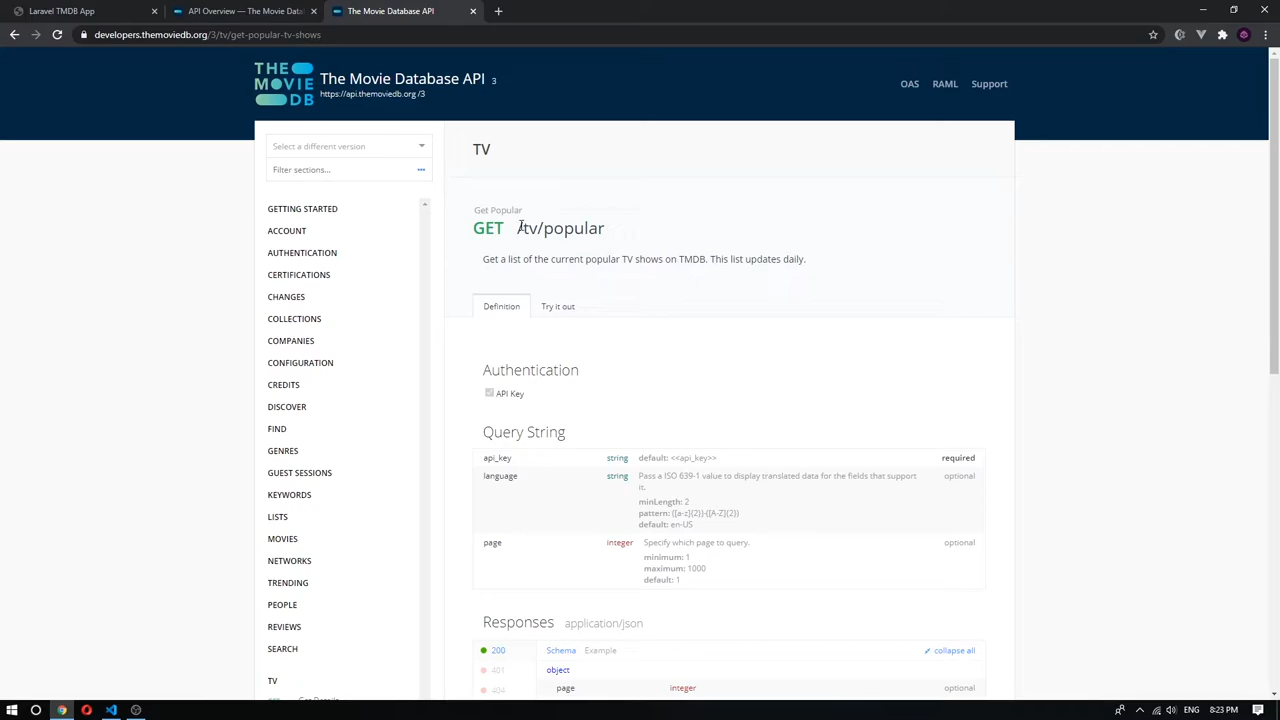 Laravel TMDB App
API Overview — The Movie Datab
The Movie Database API
developers.themoviedb.org/3/tv/get-popular-tv-shows
THE
MOVIE
DB
The Movie Database API 3
https://api.themoviedb.org /3
OAS RAML Support
Select a different version
Filter sections...
GETTING STARTED
ACCOUNT
AUTHENTICATION
CERTIFICATIONS
CHANGES
COLLECTIONS
COMPANIES
CONFIGURATION
CREDITS
DISCOVER
FIND
GENRES
GUEST SESSIONS
KEYWORDS
LISTS
MOVIES
NETWORKS
TRENDING
PEOPLE
REVIEWS
SEARCH
TV
TV
Get Popular
GET /tv/popular
Get a list of the current popular TV shows on TMDB. This list updates daily.
Definition Try it out
Authentication
API Key
Query String
api_key string default: <<api_key>> required
language string Pass a ISO 639-1 value to display translated data for the fields that support optional
it.
minLength: 2
pattern: ([a-z]{2})-([A-Z]{2})
default: en-US
page integer Specify which page to query. optional
minimum: 1
maximum: 1000
default: 1
Responses application/json
200 Schema Example collapse all
401 object
404 page integer optional
ENG 8:23 PM